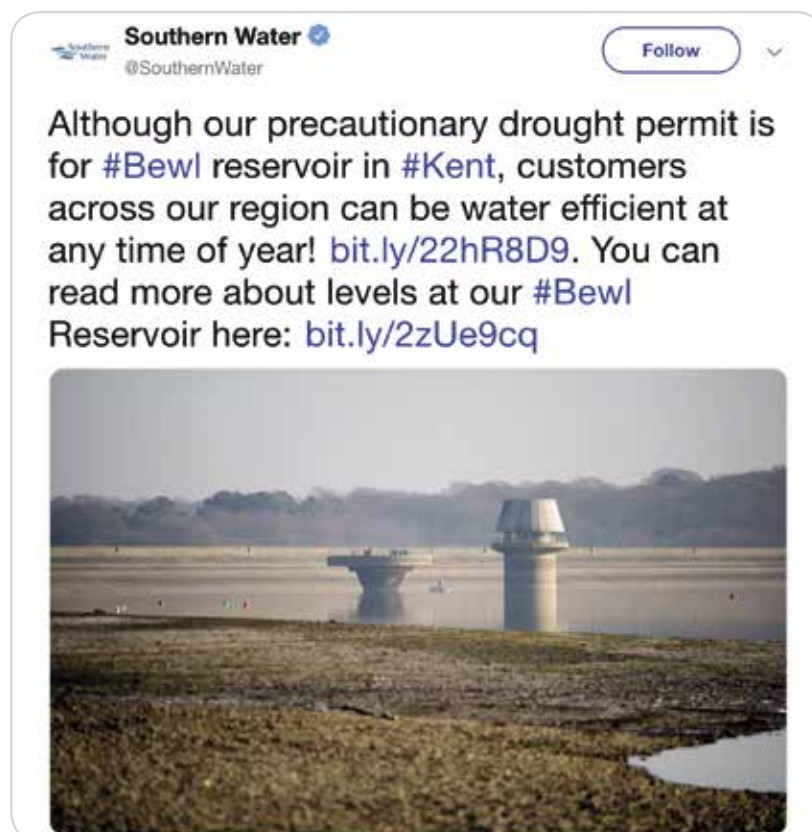 Southern Water
Southern Water
@SouthernWater
Follow
Although our precautionary drought permit is
for #Bewl reservoir in #Kent, customers
across our region can be water efficient at
any time of year! bit.ly/22hR8D9. You can
read more about levels at our #Bewl
Reservoir here: bit.ly/2zUe9cq